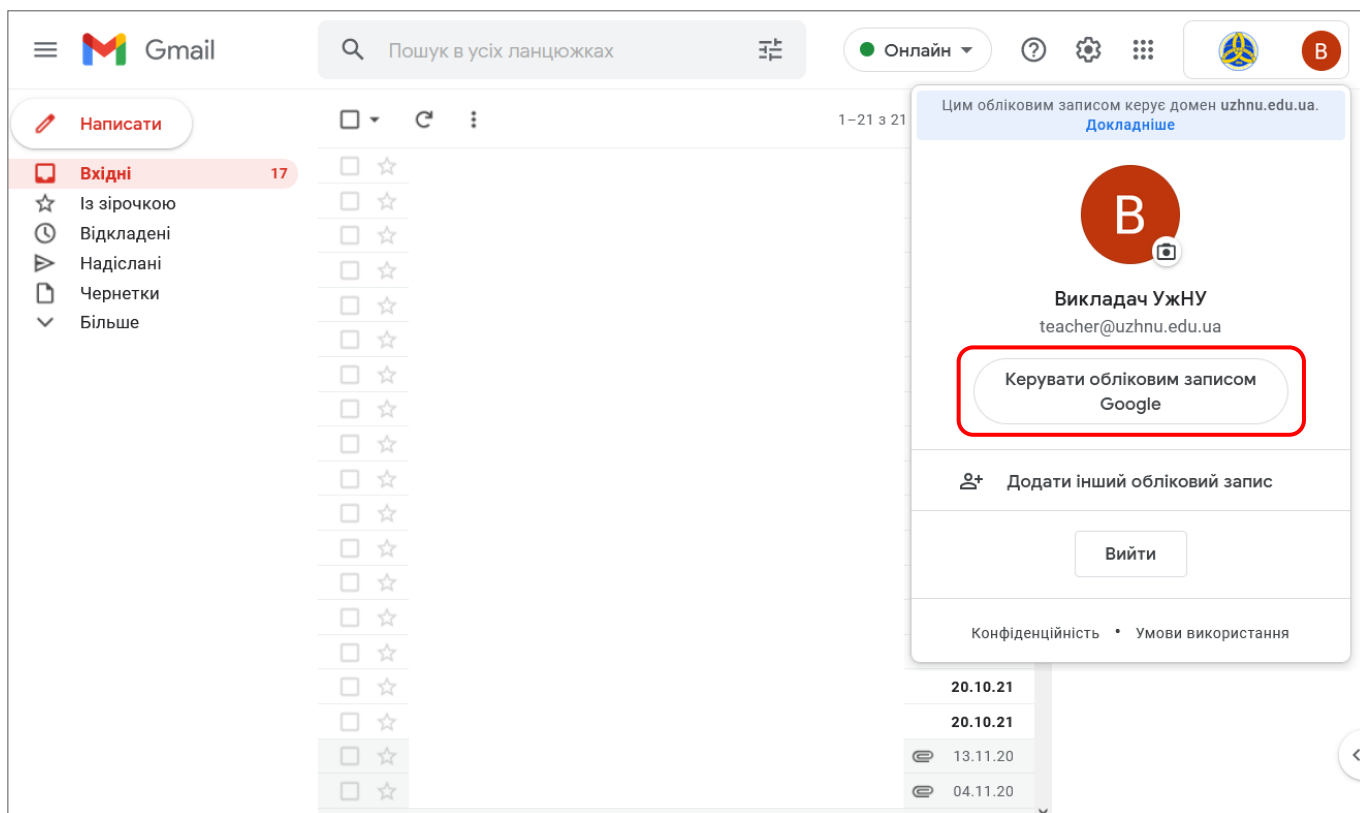 Gmail
Пошук в усіх ланцюжках
Онлайн
В
Написати
Вхідні 17
Із зірочкою
Відкладені
Надіслані
Чернетки
Більше
1–21 з 21
Цим обліковим записом керує домен uzhnu.edu.ua.
Докладніше
В
Викладач УжНУ
teacher@uzhnu.edu.ua
Керувати обліковим записом
Google
Додати інший обліковий запис
Вийти
Конфіденційність • Умови використання
20.10.21
20.10.21
13.11.20
04.11.20